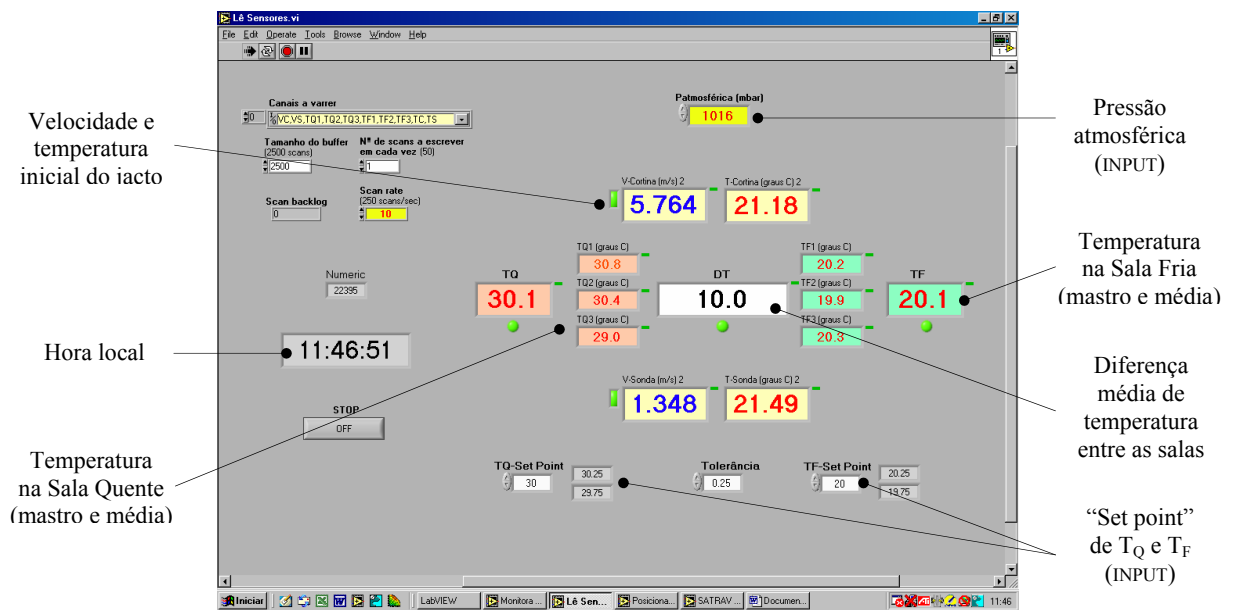 Lê Sensores.vi
File Edit Operate Tools Browse Window Help
1
Canais a varrer
0
VC,VS,TQ1,TQ2,TQ3,TF1,TF2,TF3,TC,TS
Tamanho do buffer
(2500 scans)
2500
Nº de scans a escrever
em cada vez (50)
1
Scan backlog
0
Scan rate
(250 scans/sec)
10
Patmosférica (mbar)
1016
V-Cortina (m/s) 2
5.764
T-Cortina (graus C) 2
21.18
Numeric
22395
TQ
30.1
TQ1 (graus C)
30.8
TQ2 (graus C)
30.4
TQ3 (graus C)
29.0
DT
10.0
TF1 (graus C)
20.2
TF2 (graus C)
19.9
TF3 (graus C)
20.3
TF
20.1
11:46:51
V-Sonda (m/s) 2
1.348
T-Sonda (graus C) 2
21.49
STOP
OFF
TQ-Set Point
30
30.25
29.75
Tolerância
0.25
TF-Set Point
20
20.25
19.75
Iniciar
LabVIEW
Monitora ...
Lê Sen...
Posiciona...
SATRAV ...
Documen...
11:46
Velocidade e
temperatura
inicial do jacto
Hora local
Temperatura
na Sala Quente
(mastro e média)
Pressão
atmosférica
(INPUT)
Temperatura
na Sala Fria
(mastro e média)
Diferença
média de
temperatura
entre as salas
“Set point”
de TQ e TF
(INPUT)